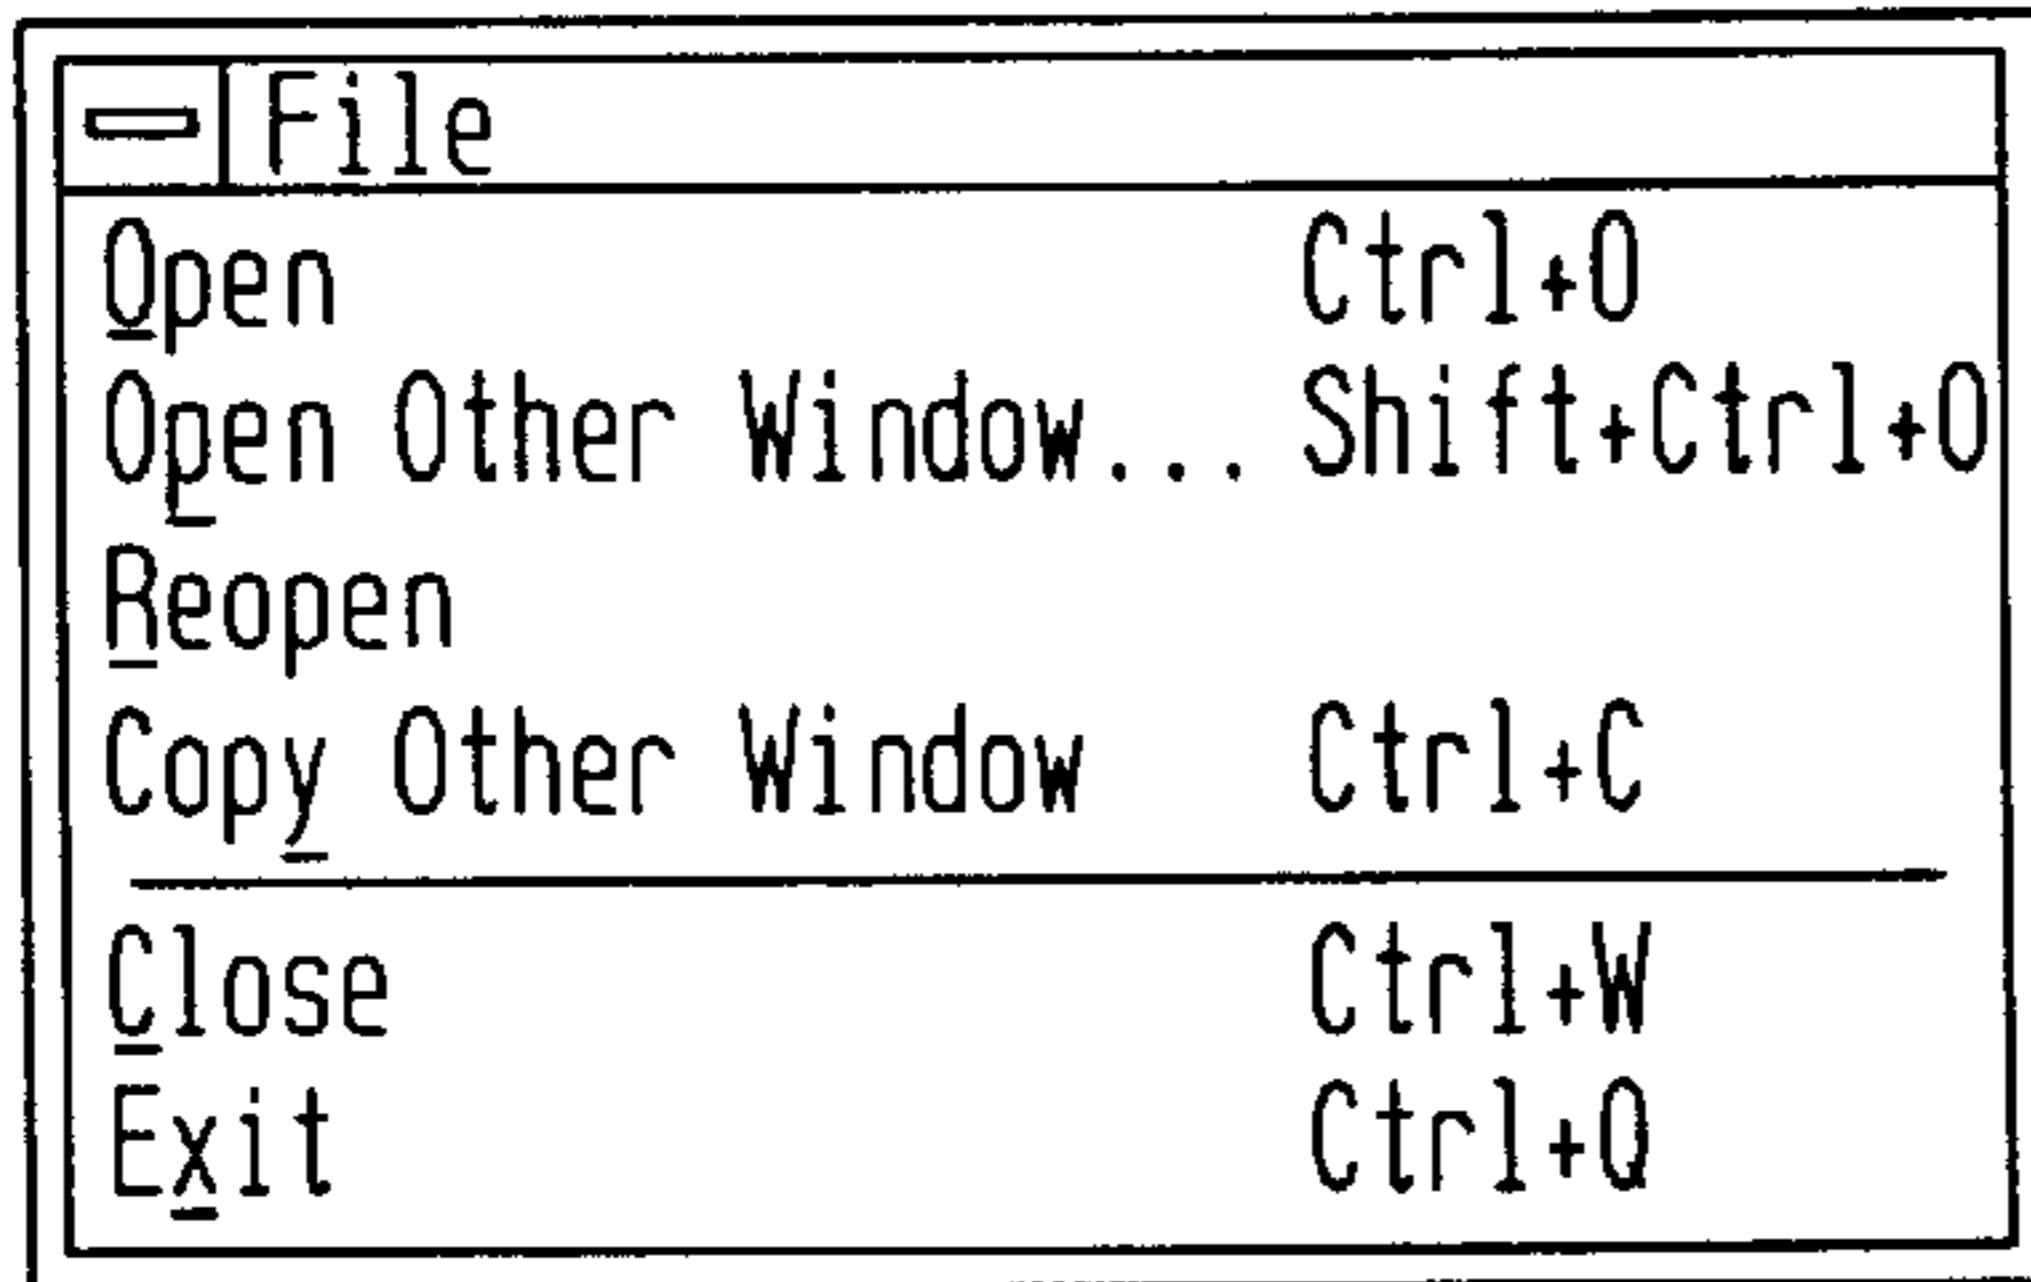 File
Open Ctrl+O
Open Other Window... Shift+Ctrl+O
Reopen
Copy Other Window Ctrl+C
Close Ctrl+W
Exit Ctrl+Q